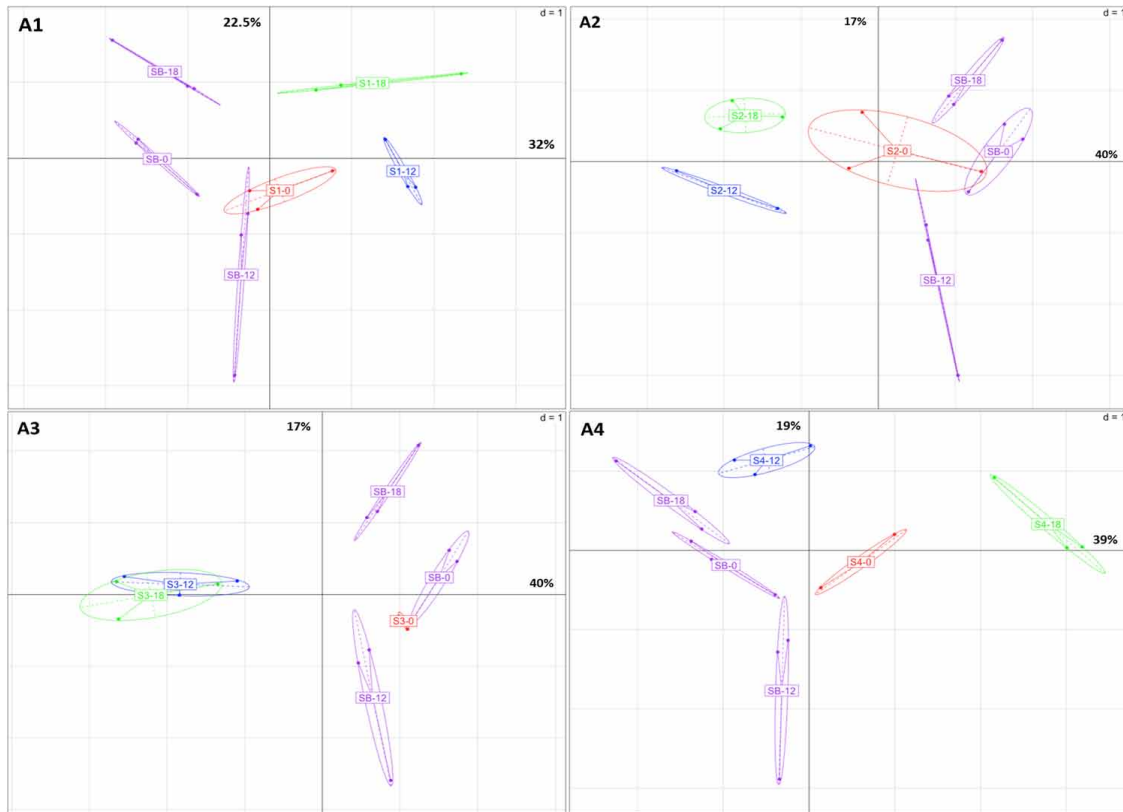 A1
22.5%
d = 1
SB-18
S1-18
32%
SB-0
S1-12
S1-0
SB-12
A2
17%
d = 1
SB-18
S2-18
S2-0
SB-0
40%
S2-12
SB-12
A3
17%
d = 1
SB-18
SB-0
40%
S3-12
S3-18
S3-0
SB-12
A4
19%
d = 1
S4-12
SB-18
S4-18
39%
SB-0
S4-0
SB-12